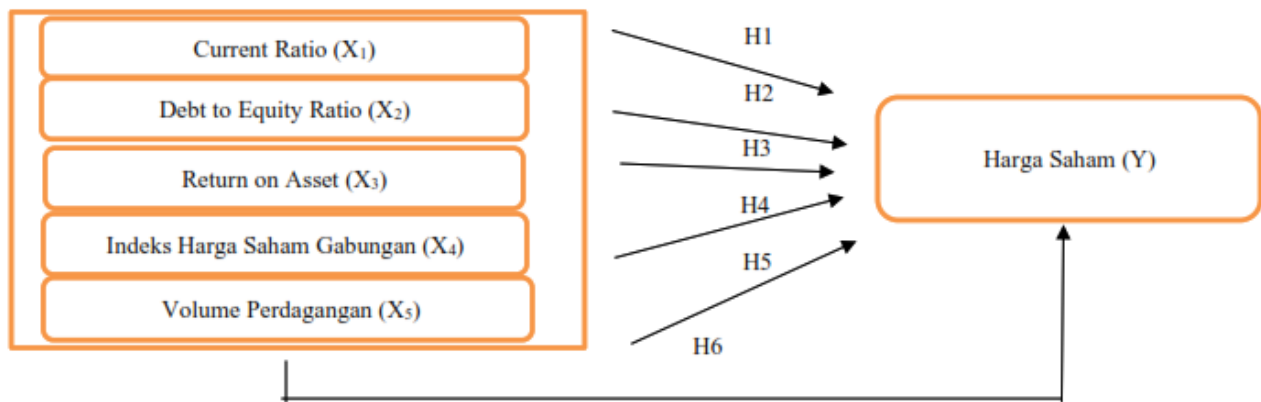 Current Ratio (X₁)
Debt to Equity Ratio (X₂)
Return on Asset (X₃)
Indeks Harga Saham Gabungan (X₄)
Volume Perdagangan (X₅)
H1
H2
H3
H4
H5
H6
Harga Saham (Y)